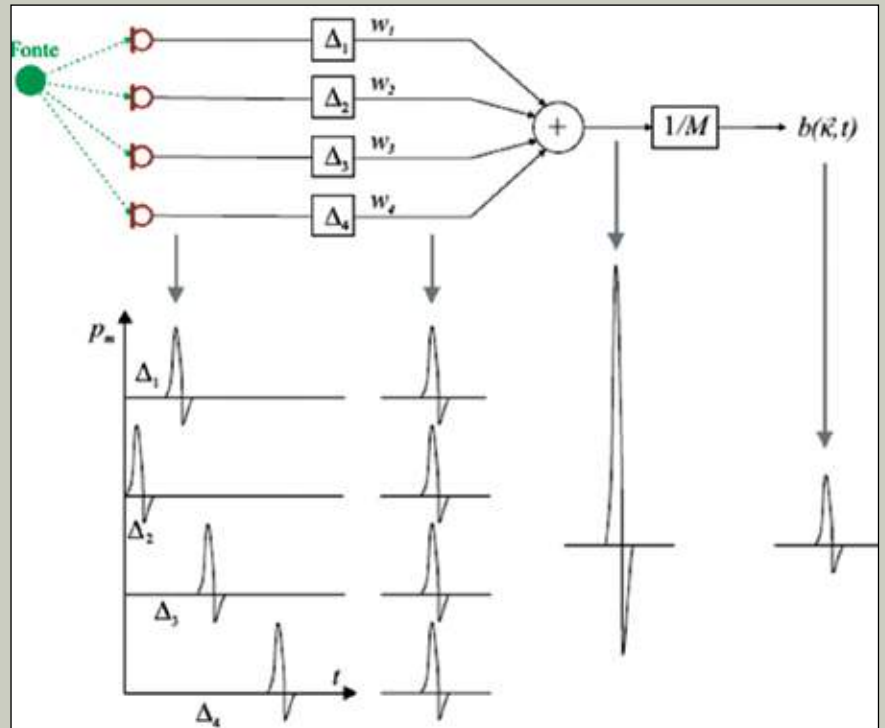 Fonte
Δ₁ w₁
Δ₂ w₂
Δ₃ w₃
Δ₄ w₄
+
1/M
b(κ⃗,t)
pₘ
Δ₁
Δ₂
Δ₃
t
Δ₄